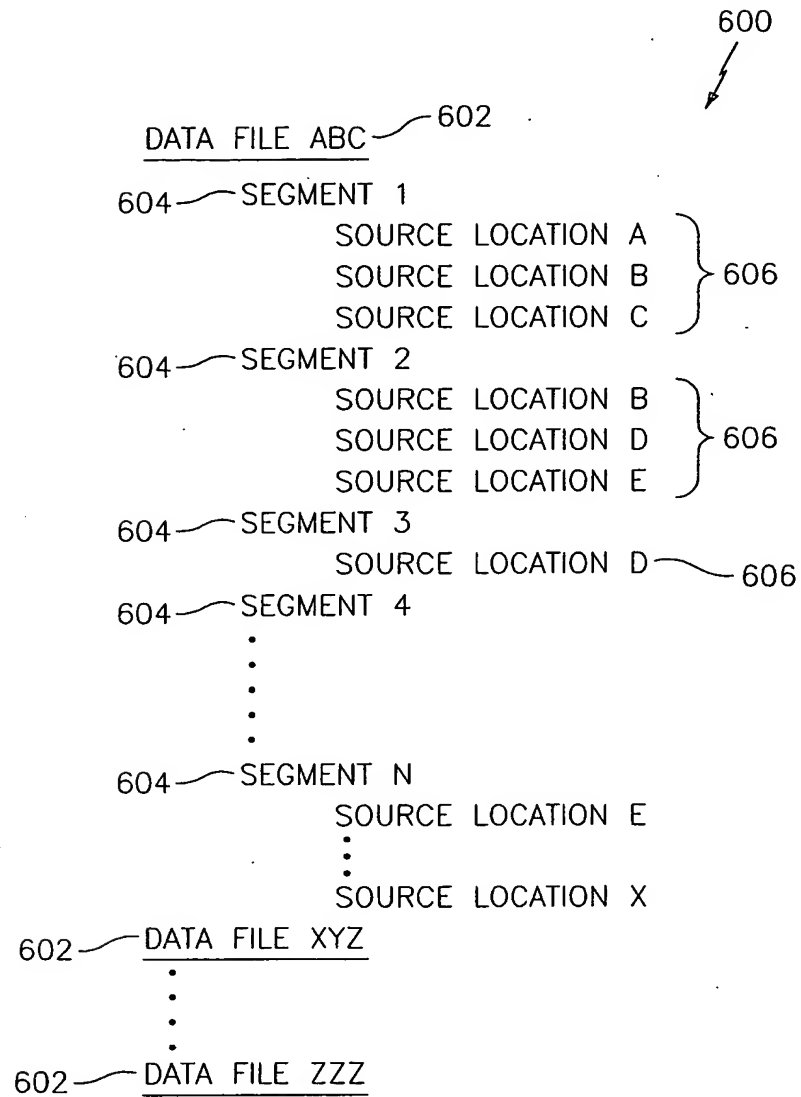 600
DATA FILE ABC 602
604 SEGMENT 1
SOURCE LOCATION A
SOURCE LOCATION B 606
SOURCE LOCATION C
604 SEGMENT 2
SOURCE LOCATION B
SOURCE LOCATION D 606
SOURCE LOCATION E
604 SEGMENT 3
SOURCE LOCATION D 606
604 SEGMENT 4
604 SEGMENT N
SOURCE LOCATION E
SOURCE LOCATION X
602 DATA FILE XYZ
602 DATA FILE ZZZ